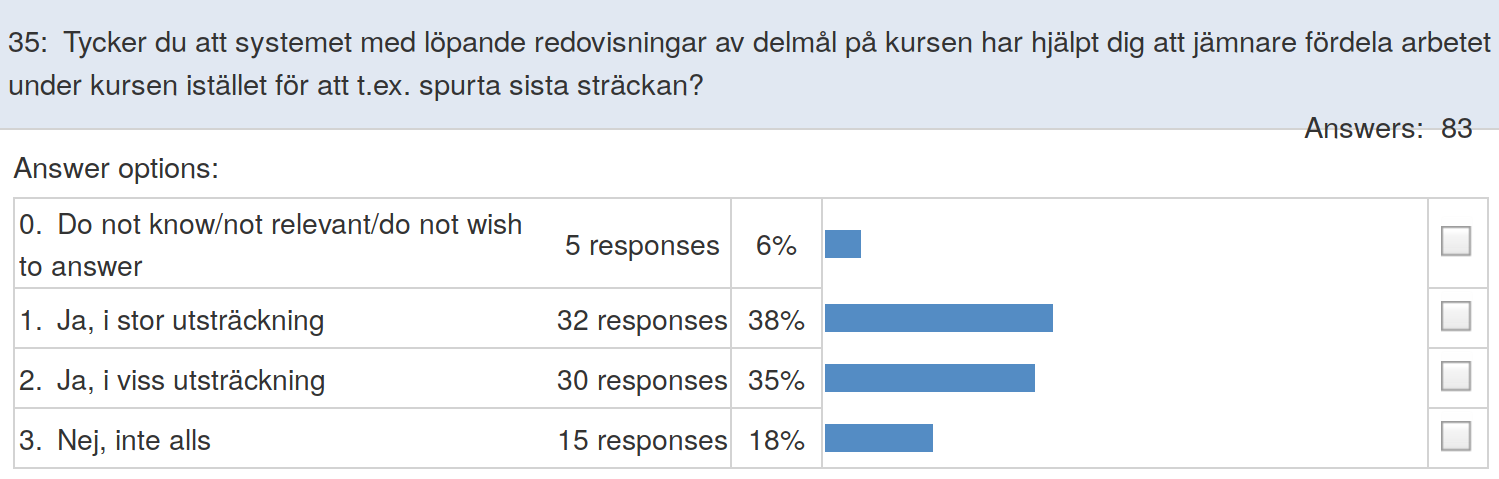 35: Tycker du att systemet med löpande redovisningar av delmål på kursen har hjälpt dig att jämnare fördela arbetet
under kursen istället för att t.ex. spurta sista sträckan?
Answers: 83
Answer options:
0. Do not know/not relevant/do not wish
to answer
5 responses 6%
1. Ja, i stor utsträckning 32 responses 38%
2. Ja, i viss utsträckning 30 responses 35%
3. Nej, inte alls 15 responses 18%